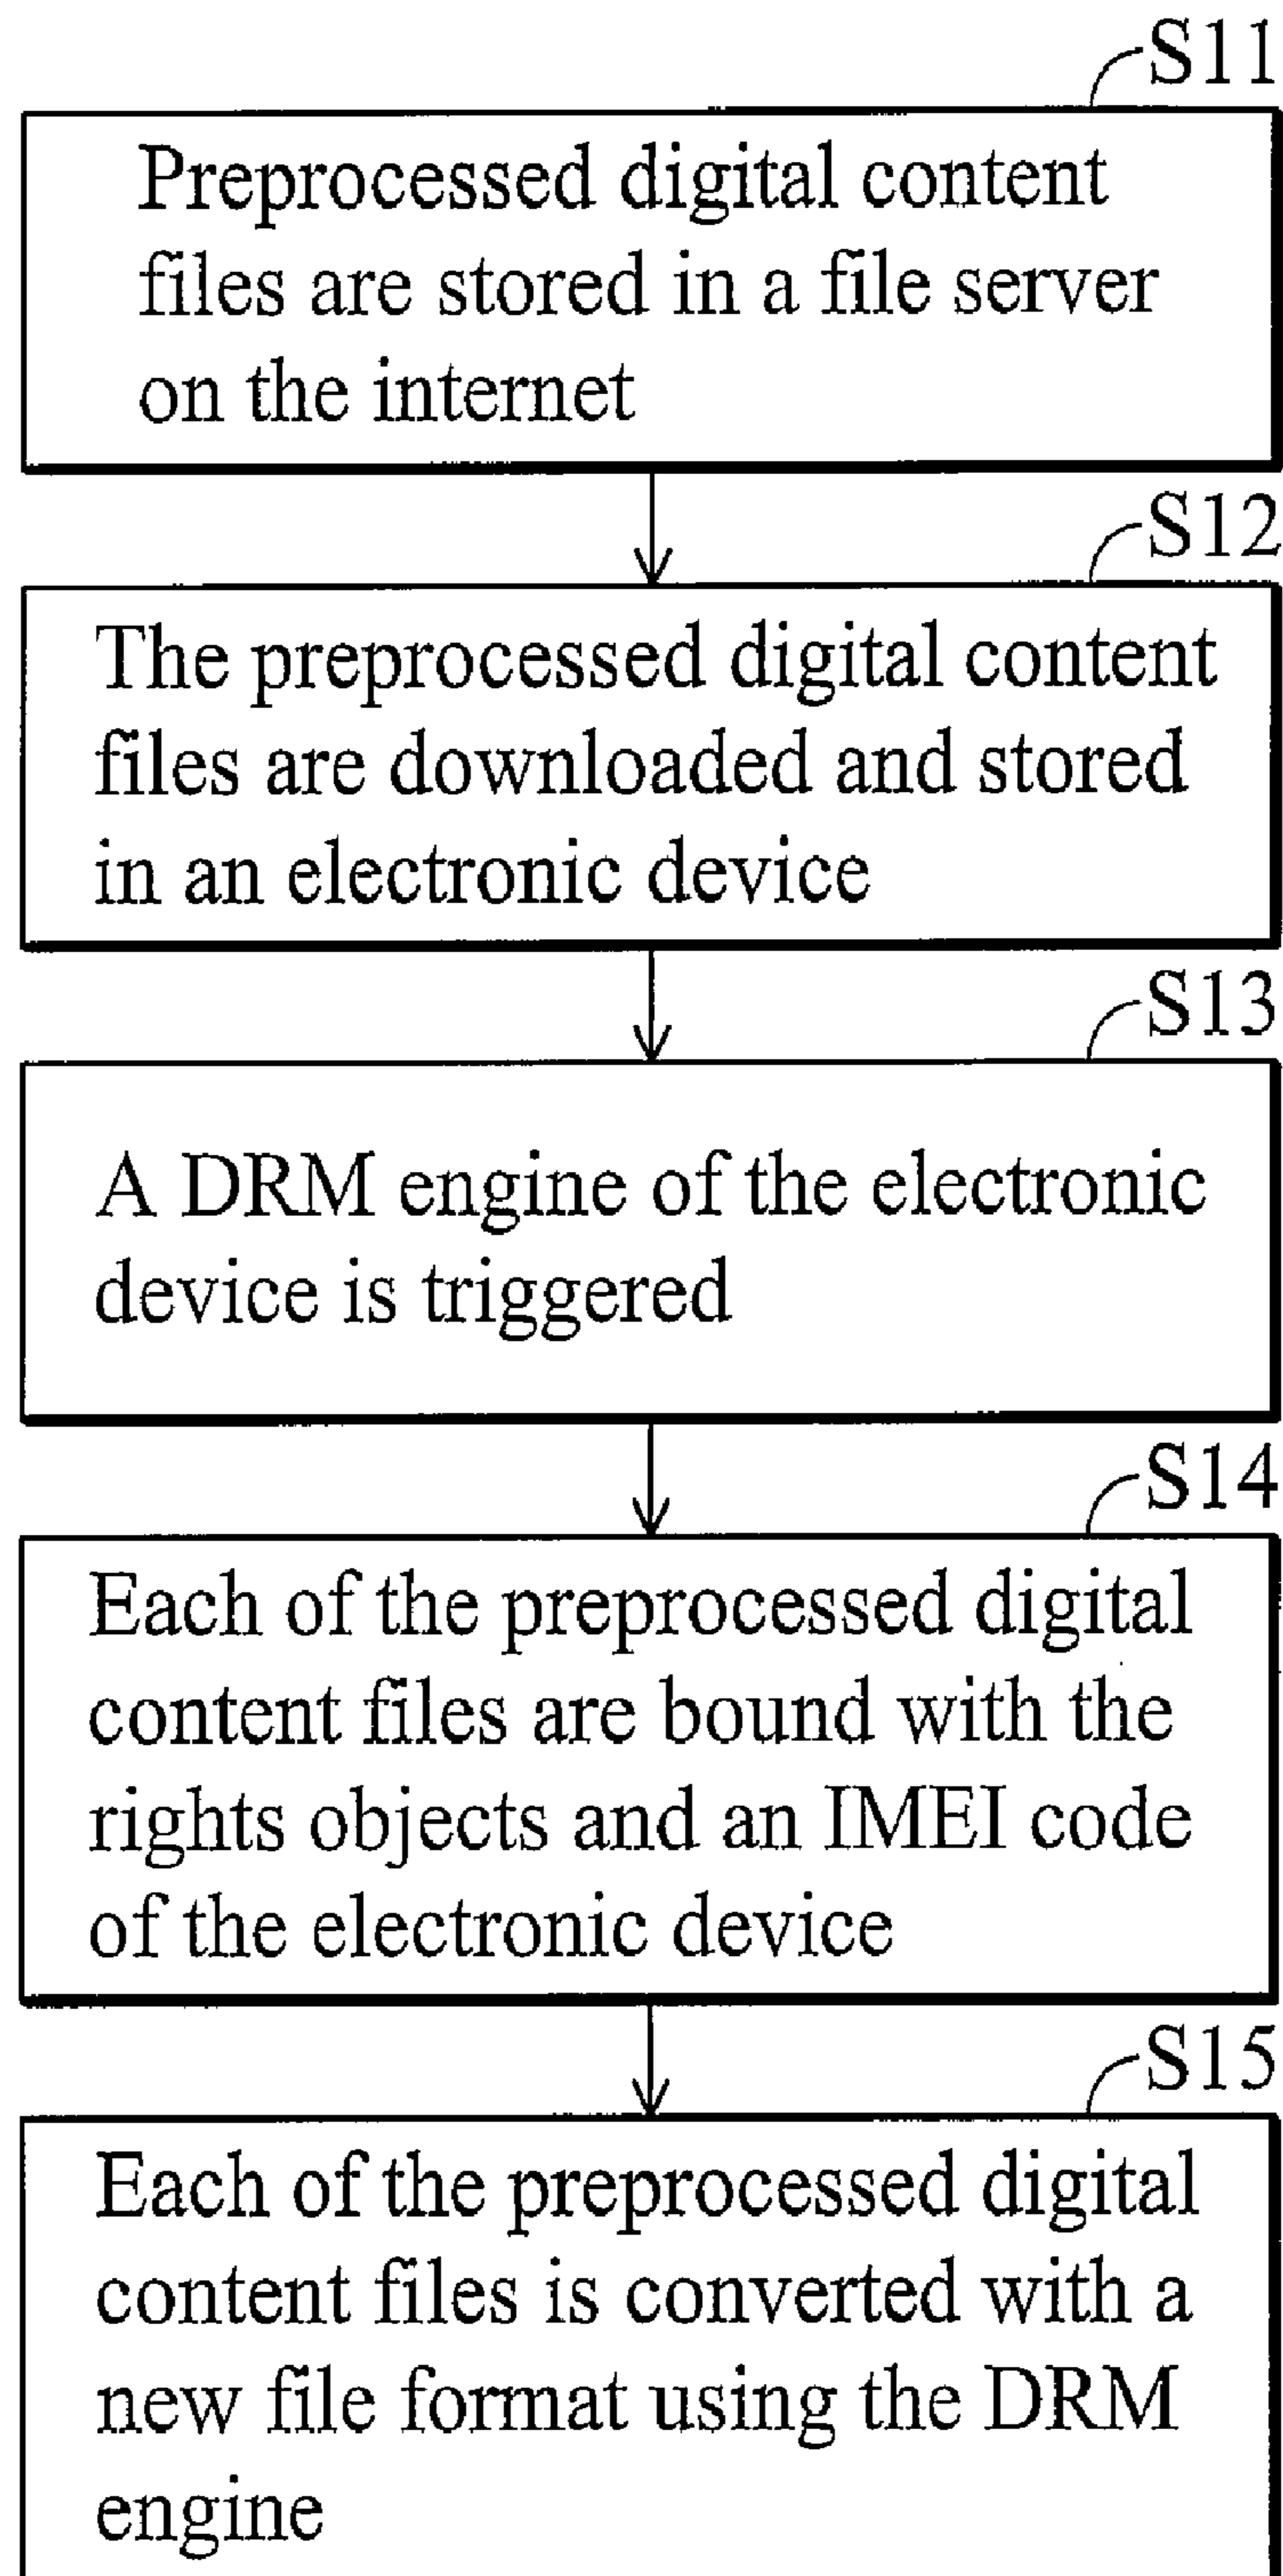 S11
Preprocessed digital content
files are stored in a file server
on the internet
S12
The preprocessed digital content
files are downloaded and stored
in an electronic device
S13
A DRM engine of the electronic
device is triggered
S14
Each of the preprocessed digital
content files are bound with the
rights objects and an IMEI code
of the electronic device
S15
Each of the preprocessed digital
content files is converted with a
new file format using the DRM
engine